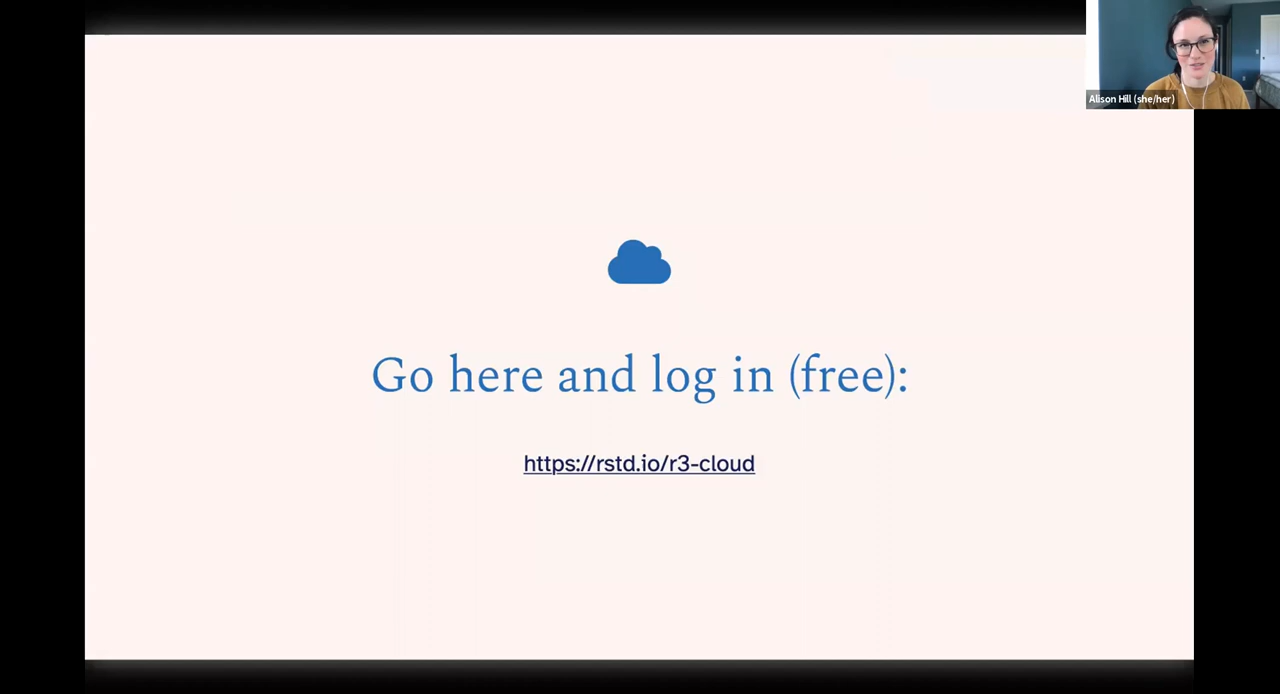 Alison Hill (she/her)
Go here and log in (free):
https://rstd.io/r3-cloud